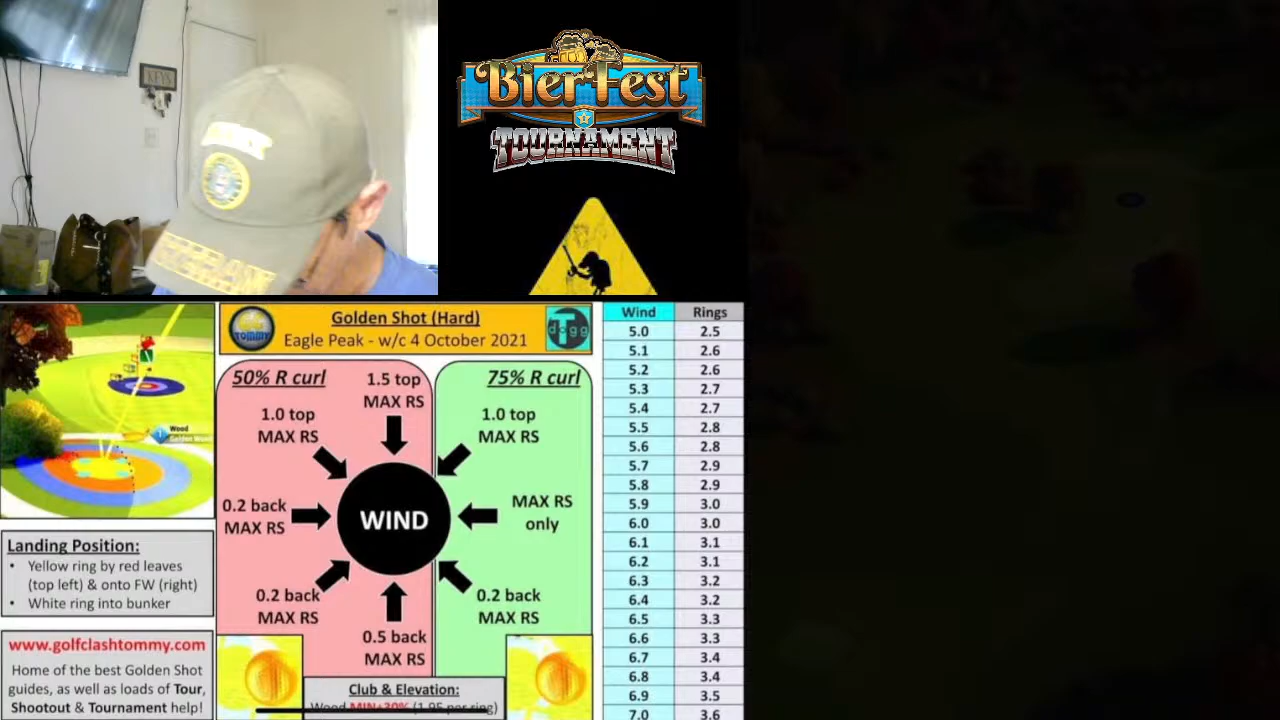 KEYS
BierFest
TOURNAMENT
TOMMY
Golden Shot (Hard)
Eagle Peak - w/c 4 October 2021
dogg
Wood
Landing Position:
• Yellow ring by red leaves
(top left) & onto FW (right)
• White ring into bunker
www.golfclashtommy.com
Home of the best Golden Shot
guides, as well as loads of Tour,
Shootout & Tournament help!
50% R curl
75% R curl
1.5 top
MAX RS
1.0 top
MAX RS
1.0 top
MAX RS
0.2 back
MAX RS
WIND
MAX RS
only
0.2 back
MAX RS
0.2 back
MAX RS
0.5 back
MAX RS
Club & Elevation:
Wood MIN+30% (1.95 per ring)
Wind Rings
5.0 2.5
5.1 2.6
5.2 2.6
5.3 2.7
5.4 2.7
5.5 2.8
5.6 2.8
5.7 2.9
5.8 2.9
5.9 3.0
6.0 3.0
6.1 3.1
6.2 3.1
6.3 3.2
6.4 3.2
6.5 3.3
6.6 3.3
6.7 3.4
6.8 3.4
6.9 3.5
7.0 3.6